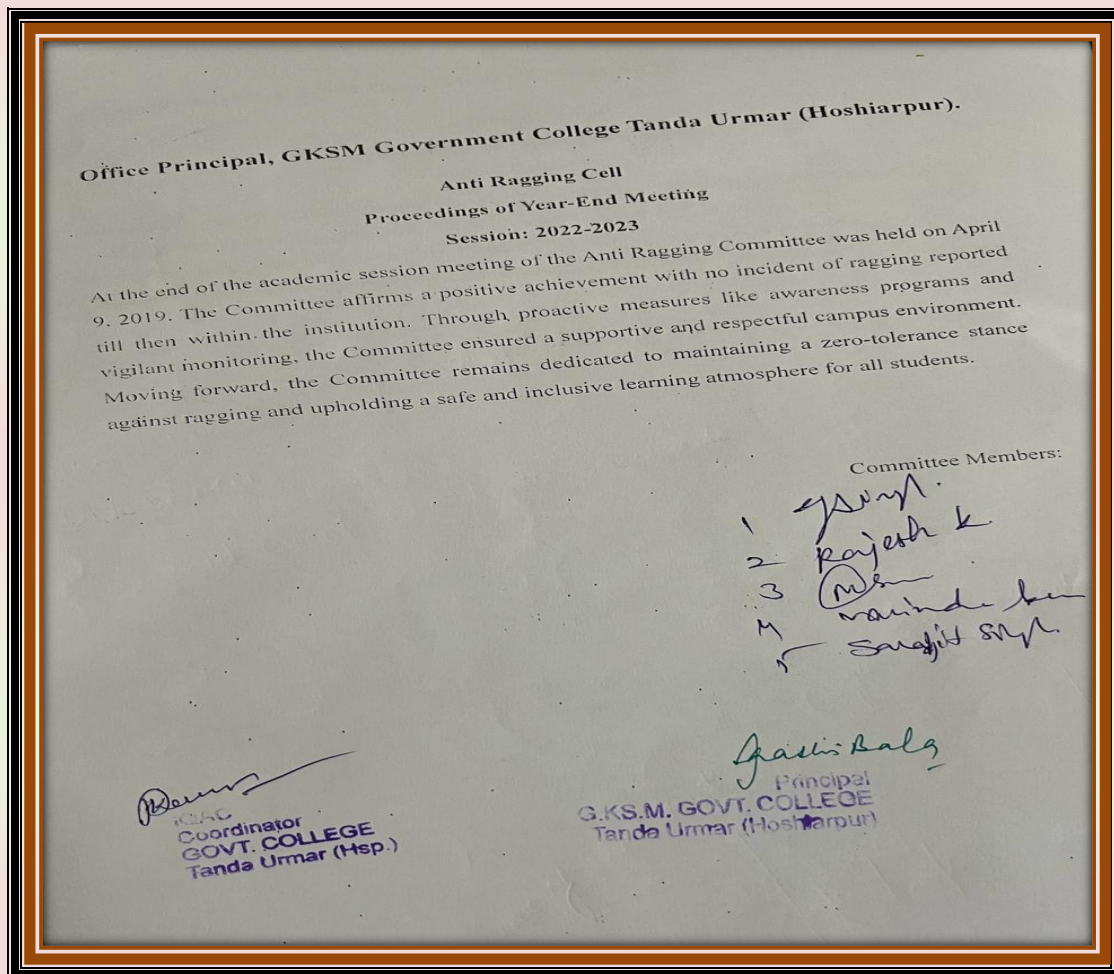 Office Principal, GKSM Government College Tanda Urmar (Hoshiarpur).
Anti Ragging Cell
Proceedings of Year-End Meeting
Session: 2022-2023
At the end of the academic session meeting of the Anti Ragging Committee was held on April
9, 2019. The Committee affirms a positive achievement with no incident of ragging reported
till then within the institution. Through proactive measures like awareness programs and
vigilant monitoring, the Committee ensured a supportive and respectful campus environment.
Moving forward, the Committee remains dedicated to maintaining a zero-tolerance stance
against ragging and upholding a safe and inclusive learning atmosphere for all students.
Committee Members:
1
2 Rajesh K.
3
4
5
Bala
Principal
G.KS.M. GOVT. COLLEGE
Tanda Urmar (Hoshiarpur)
IQAC
Coordinator
GOVT. COLLEGE
Tanda Urmar (Hsp.)